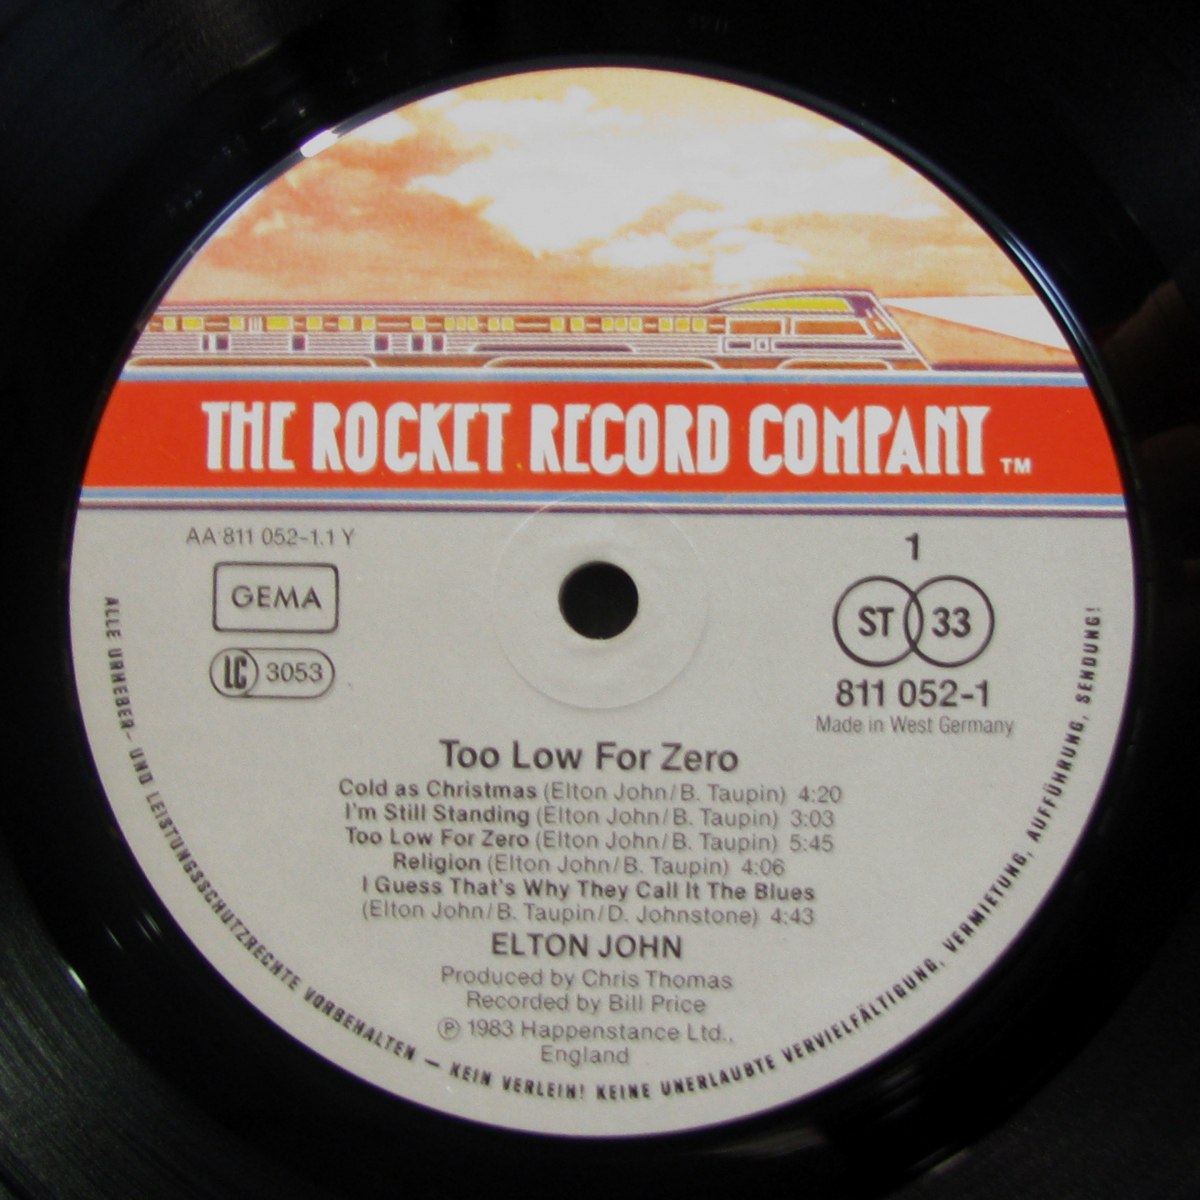 THE ROCKET RECORD COMPANY TM
AA 811 052-1.1 Y
GEMA
LC 3053
1
ST 33
811 052-1
Made in West Germany
Too Low For Zero
Cold as Christmas (Elton John/B. Taupin) 4:20
I'm Still Standing (Elton John/B. Taupin) 3:03
Too Low For Zero (Elton John/B. Taupin) 5:45
Religion (Elton John/B. Taupin) 4:06
I Guess That's Why They Call It The Blues
(Elton John/B. Taupin/D. Johnstone) 4:43
ELTON JOHN
Produced by Chris Thomas
Recorded by Bill Price
℗ 1983 Happenstance Ltd.,
England
ALLE URHEBER- UND LEISTUNGSSCHUTZRECHTE VORBEHALTEN – KEIN VERLEIH! KEINE UNERLAUBTE VERVIELFÄLTIGUNG, VERMIETUNG, AUFFÜHRUNG, SENDUNG!